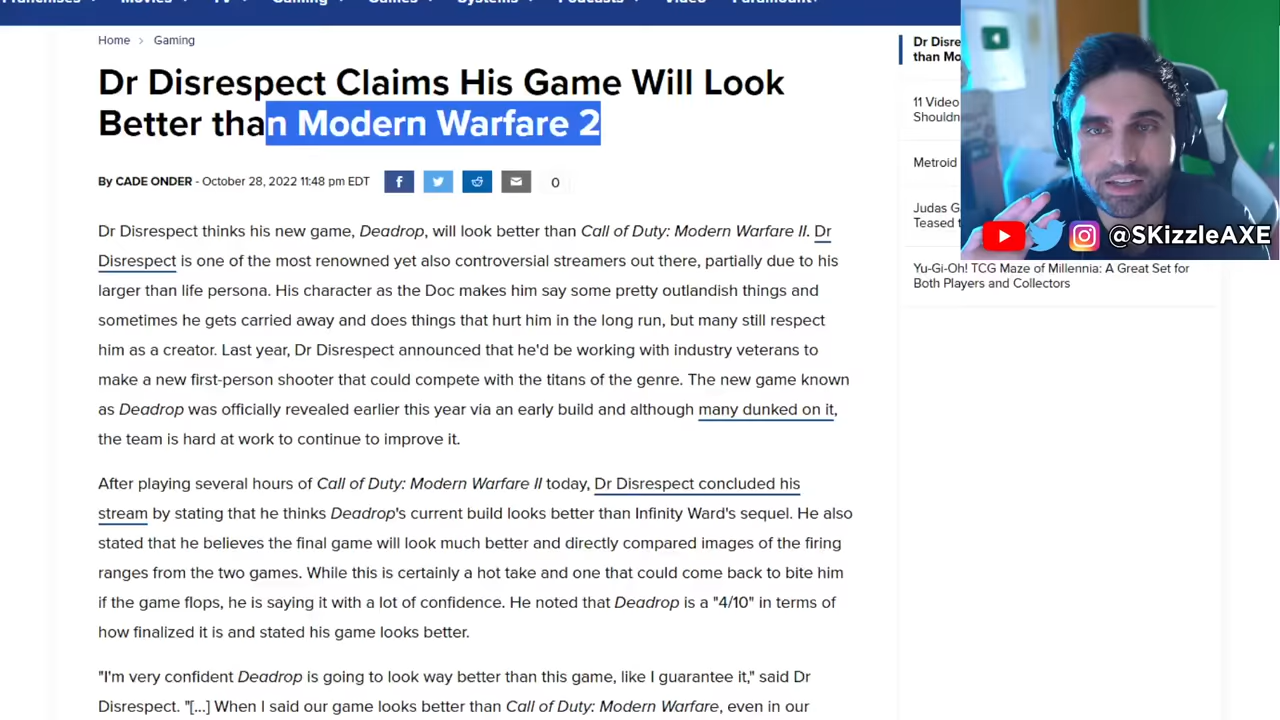 Franchises Movies TV Gaming Games Systems Podcasts Video Paramount+
Home > Gaming
Dr Disrespect Claims His Game Will Look
Better than Modern Warfare 2
By CADE ONDER - October 28, 2022 11:48 pm EDT
0
Dr Disrespect thinks his new game, Deadrop, will look better than Call of Duty: Modern Warfare II. Dr
Disrespect is one of the most renowned yet also controversial streamers out there, partially due to his
larger than life persona. His character as the Doc makes him say some pretty outlandish things and
sometimes he gets carried away and does things that hurt him in the long run, but many still respect
him as a creator. Last year, Dr Disrespect announced that he'd be working with industry veterans to
make a new first-person shooter that could compete with the titans of the genre. The new game known
as Deadrop was officially revealed earlier this year via an early build and although many dunked on it,
the team is hard at work to continue to improve it.
After playing several hours of Call of Duty: Modern Warfare II today, Dr Disrespect concluded his
stream by stating that he thinks Deadrop's current build looks better than Infinity Ward's sequel. He also
stated that he believes the final game will look much better and directly compared images of the firing
ranges from the two games. While this is certainly a hot take and one that could come back to bite him
if the game flops, he is saying it with a lot of confidence. He noted that Deadrop is a "4/10" in terms of
how finalized it is and stated his game looks better.
"I'm very confident Deadrop is going to look way better than this game, like I guarantee it," said Dr
Disrespect. "[...] When I said our game looks better than Call of Duty: Modern Warfare, even in our
Dr Disre
than Mo
11 Video
Shouldn
Metroid
Judas G
Teased t
Yu-Gi-Oh! TCG Maze of Millennia: A Great Set for
Both Players and Collectors
@SKizzleAXE